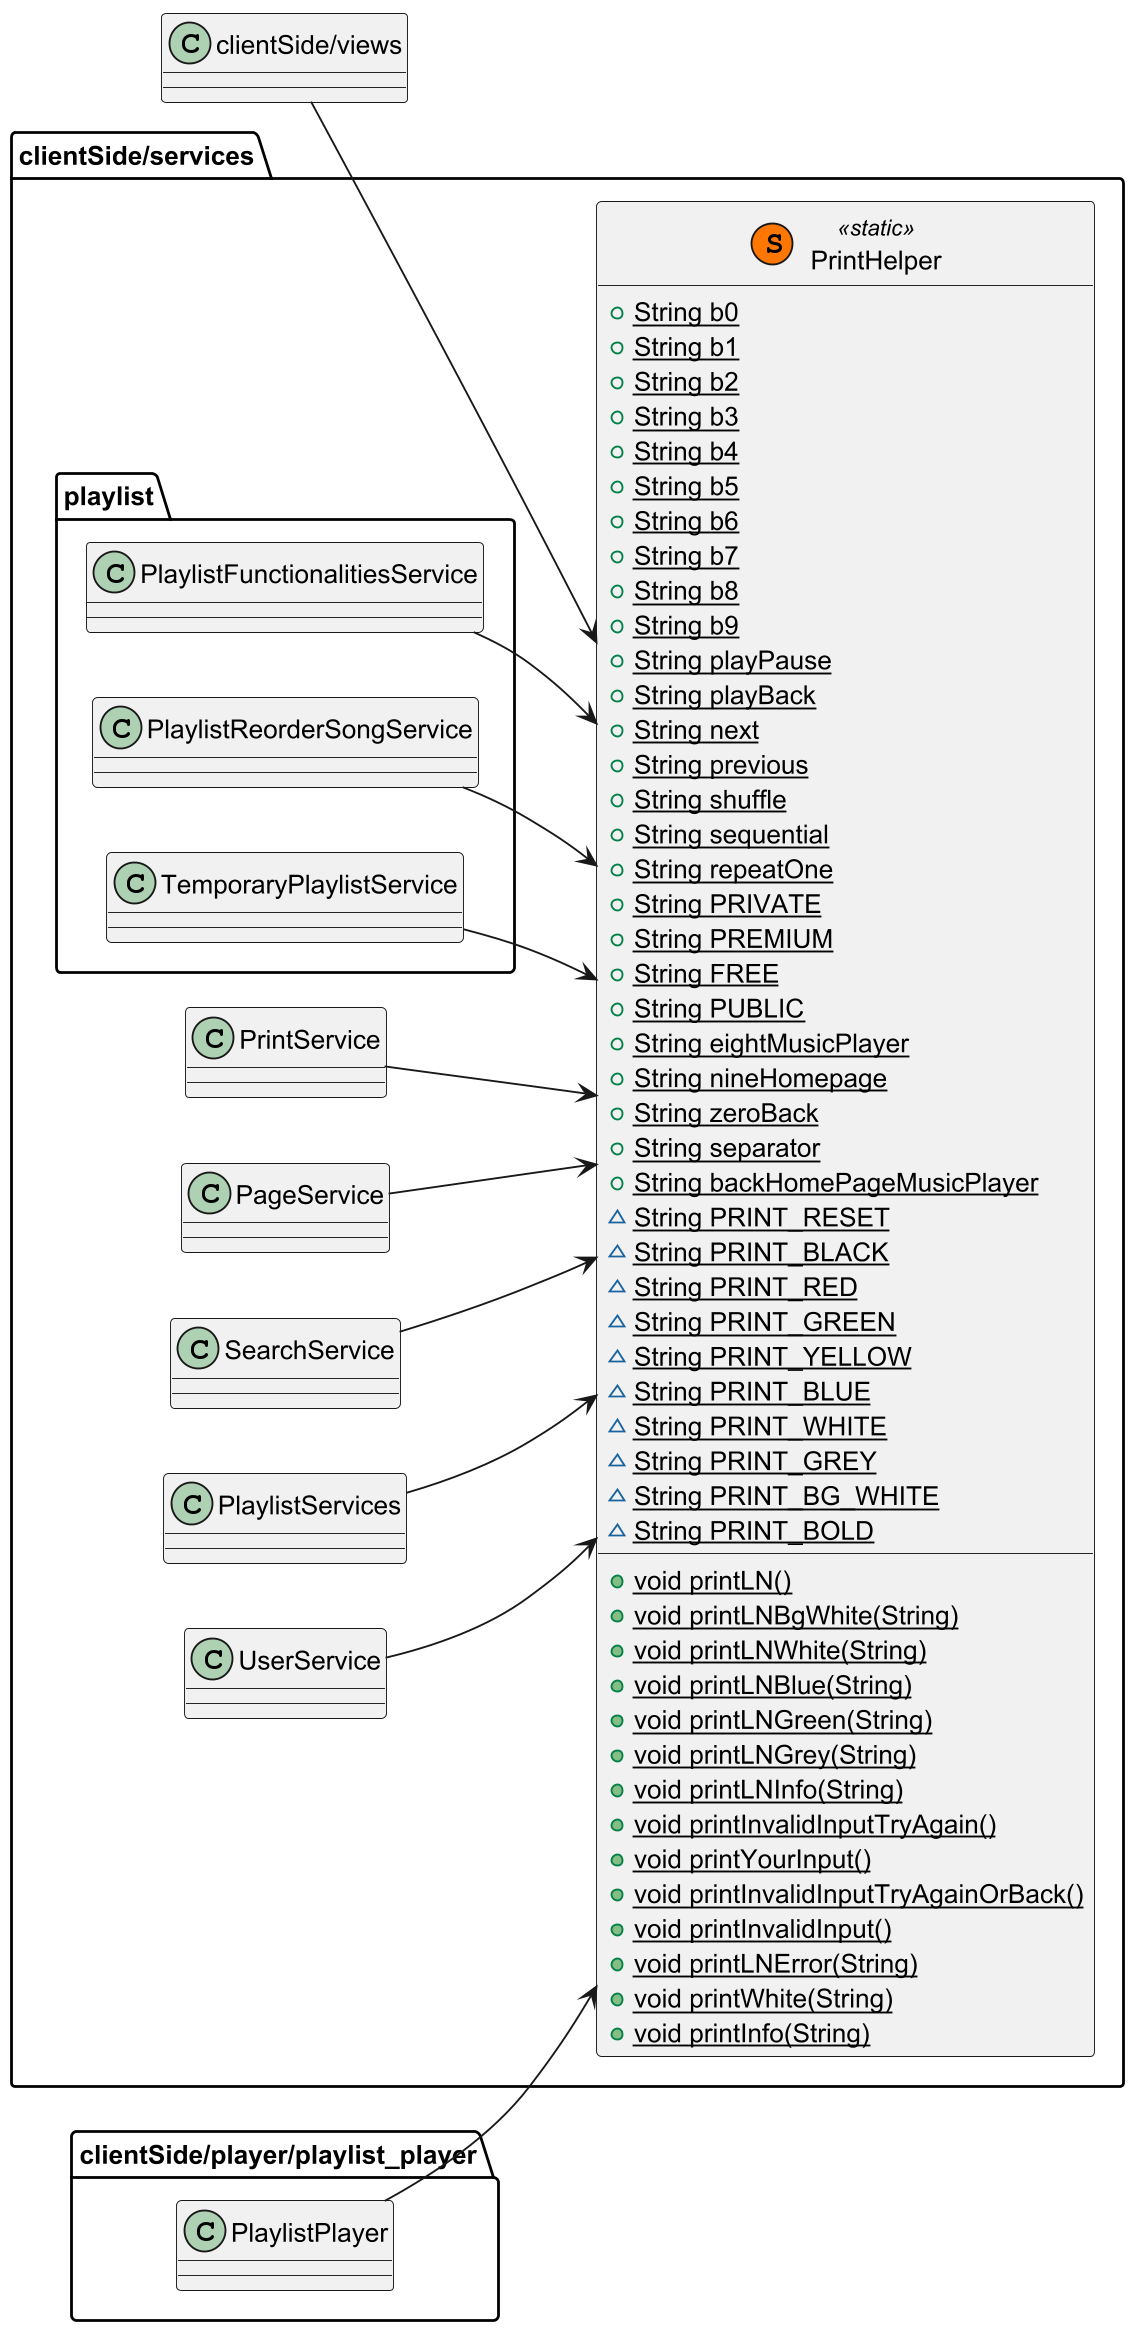 C clientSide/views
clientSide/services
«static»
S PrintHelper
String b0
String b1
String b2
String b3
String b4
String b5
String b6
String b7
String b8
String b9
String playPause
String playBack
String next
String previous
String shuffle
String sequential
String repeatOne
String PRIVATE
String PREMIUM
String FREE
String PUBLIC
String eightMusicPlayer
String nineHomepage
String zeroBack
String separator
String backHomePageMusicPlayer
String PRINT_RESET
String PRINT_BLACK
String PRINT_RED
String PRINT_GREEN
String PRINT_YELLOW
String PRINT_BLUE
String PRINT_WHITE
String PRINT_GREY
String PRINT_BG_WHITE
String PRINT_BOLD
void printLN()
void printLNBgWhite(String)
void printLNWhite(String)
void printLNBlue(String)
void printLNGreen(String)
void printLNGrey(String)
void printLNInfo(String)
void printInvalidInputTryAgain()
void printYourInput()
void printInvalidInputTryAgainOrBack()
void printInvalidInput()
void printLNError(String)
void printWhite(String)
void printInfo(String)
playlist
C PlaylistFunctionalitiesService
C PlaylistReorderSongService
C TemporaryPlaylistService
C PrintService
C PageService
C SearchService
C PlaylistServices
C UserService
clientSide/player/playlist_player
C PlaylistPlayer